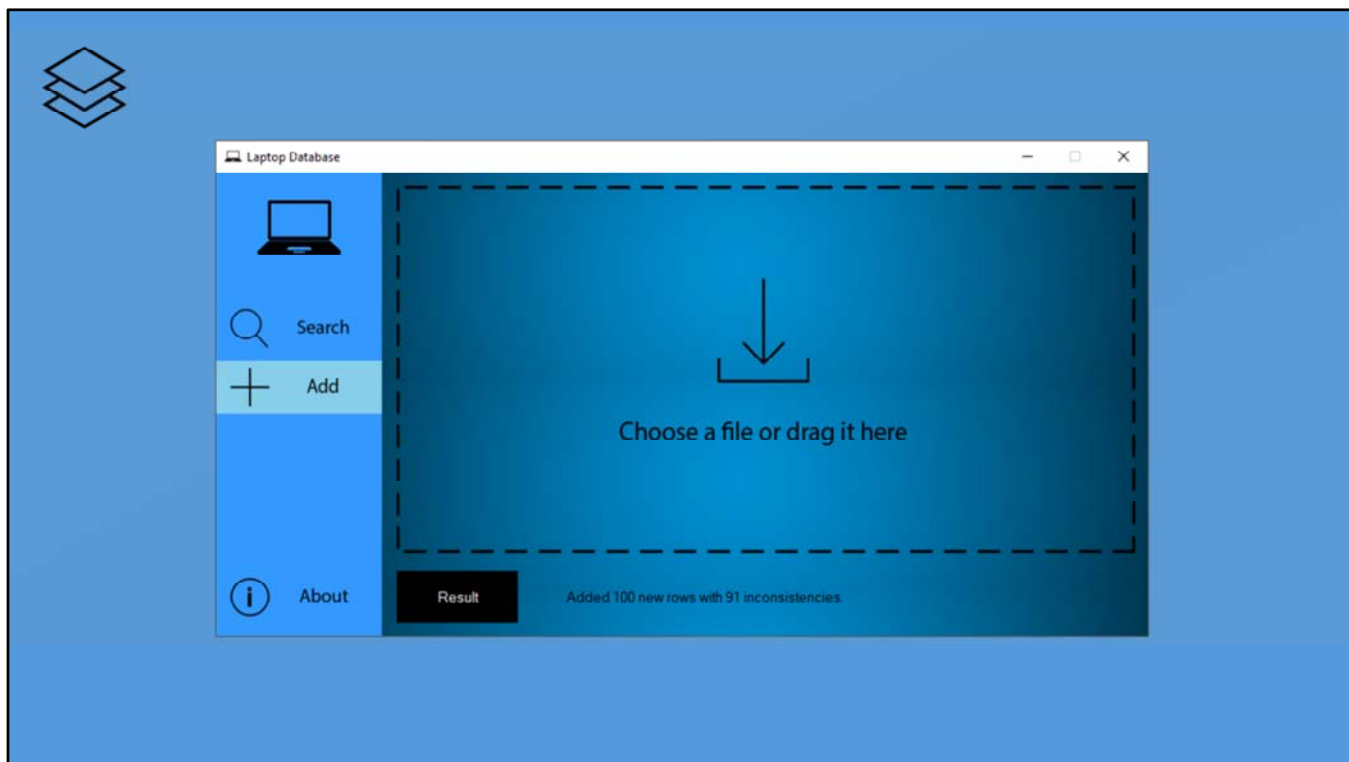 Laptop Database
Search
Add
Choose a file or drag it here
About
Result
Added 100 new rows with 91 inconsistencies.